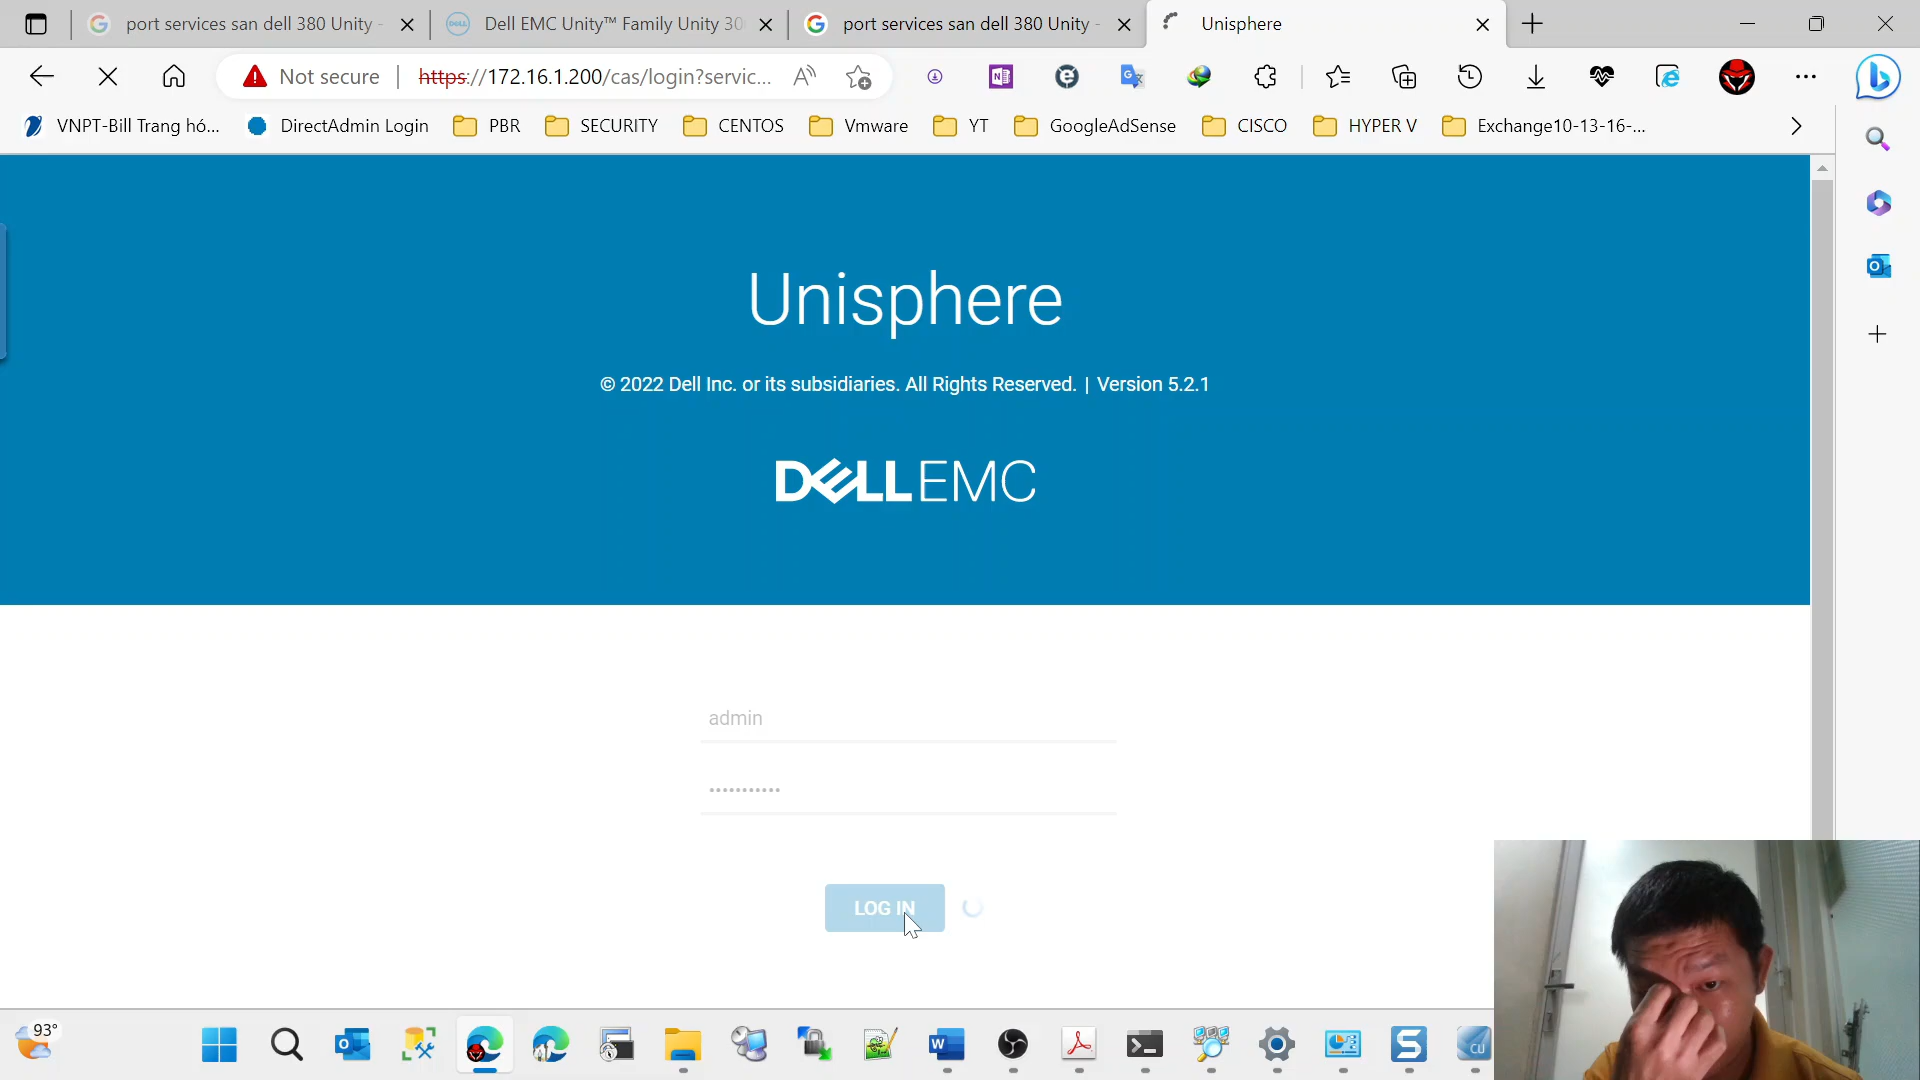 port services san dell 380 Unity -
Dell EMC Unity™ Family Unity 30
port services san dell 380 Unity -
Unisphere
Not secure
https://172.16.1.200/cas/login?servic...
VNPT-Bill Trang hó...
DirectAdmin Login
PBR
SECURITY
CENTOS
Vmware
YT
GoogleAdSense
CISCO
HYPER V
Exchange10-13-16-...
Unisphere
© 2022 Dell Inc. or its subsidiaries. All Rights Reserved. | Version 5.2.1
DELLEMC
admin
•••••••••••
LOG IN
93°
CU